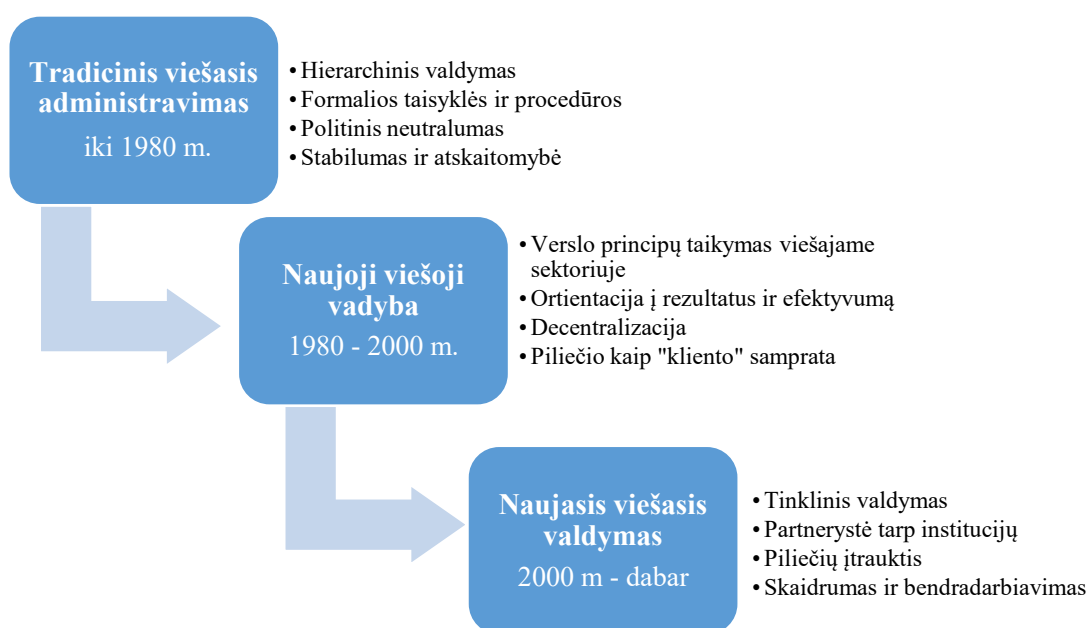 Tradicinis viešasis
administravimas
iki 1980 m.
• Hierarchinis valdymas
• Formalios taisyklės ir procedūros
• Politinis neutralumas
• Stabilumas ir atskaitomybė
Naujoji viešoji
vadyba
1980 - 2000 m.
• Verslo principų taikymas viešajame
sektoriuje
• Ortientacija į rezultatus ir efektyvumą
• Decentralizacija
• Piliečio kaip "kliento" samprata
Naujasis viešasis
valdymas
2000 m - dabar
• Tinklinis valdymas
• Partnerystė tarp institucijų
• Piliečių įtrauktis
• Skaidrumas ir bendradarbiavimas